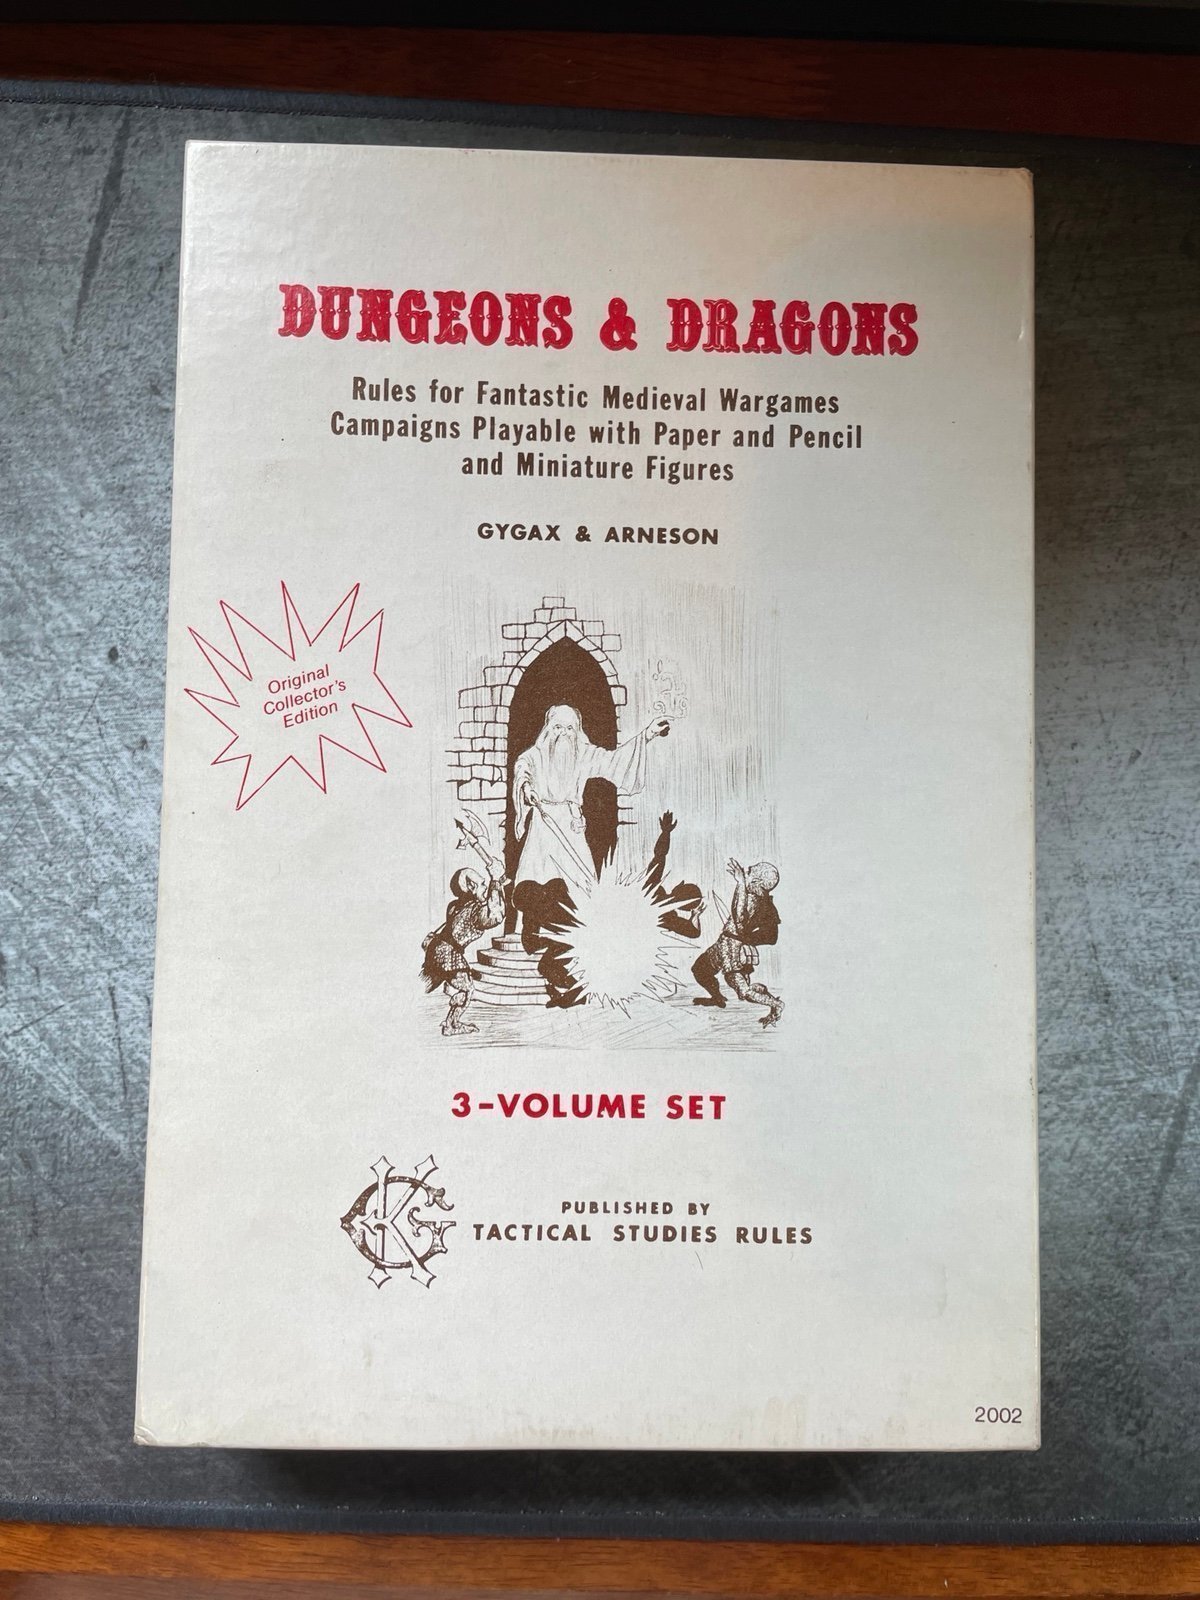 DUNGEONS & DRAGONS
Rules for Fantastic Medieval Wargames
Campaigns Playable with Paper and Pencil
and Miniature Figures
GYGAX & ARNESON
Original
Collector's
Edition
3-VOLUME SET
GK
PUBLISHED BY
TACTICAL STUDIES RULES
2002